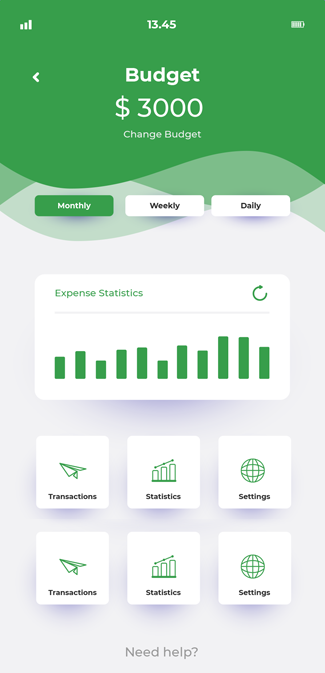 13.45
Budget
$ 3000
Change Budget
Monthly Weekly Daily
Expense Statistics
Transactions Statistics Settings
Transactions Statistics Settings
Need help?